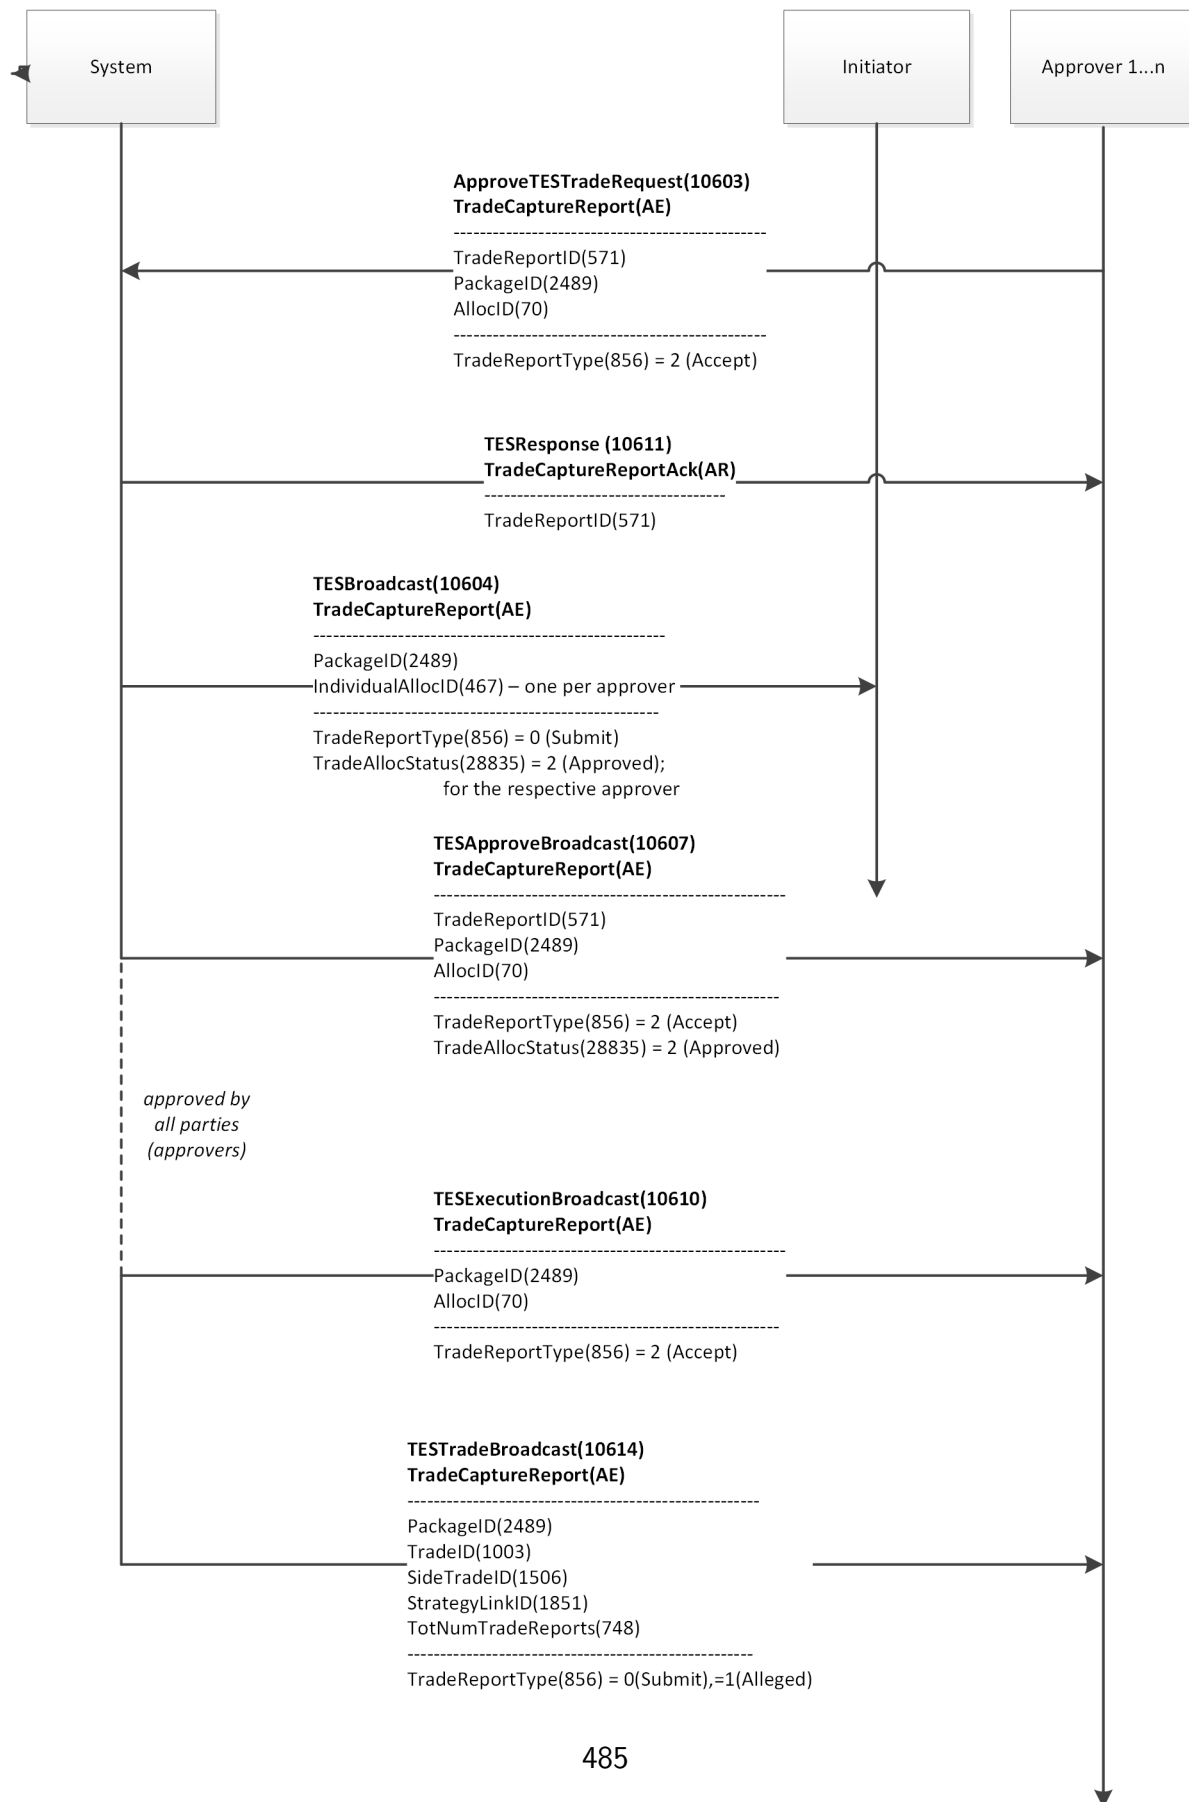 System
Initiator
Approver 1...n
ApproveTESTradeRequest(10603)
TradeCaptureReport(AE)
------------------------------------------------
TradeReportID(571)
PackageID(2489)
AllocID(70)
------------------------------------------------
TradeReportType(856) = 2 (Accept)
TESResponse (10611)
TradeCaptureReportAck(AR)
-------------------------------------
TradeReportID(571)
TESBroadcast(10604)
TradeCaptureReport(AE)
------------------------------------------------------
PackageID(2489)
IndividualAllocID(467) – one per approver
-----------------------------------------------------
TradeReportType(856) = 0 (Submit)
TradeAllocStatus(28835) = 2 (Approved);
for the respective approver
TESApproveBroadcast(10607)
TradeCaptureReport(AE)
------------------------------------------------------
TradeReportID(571)
PackageID(2489)
AllocID(70)
-----------------------------------------------------
TradeReportType(856) = 2 (Accept)
TradeAllocStatus(28835) = 2 (Approved)
approved by
all parties
(approvers)
TESExecutionBroadcast(10610)
TradeCaptureReport(AE)
------------------------------------------------------
PackageID(2489)
AllocID(70)
-----------------------------------------------------
TradeReportType(856) = 2 (Accept)
TESTradeBroadcast(10614)
TradeCaptureReport(AE)
------------------------------------------------------
PackageID(2489)
TradeID(1003)
SideTradeID(1506)
StrategyLinkID(1851)
TotNumTradeReports(748)
-----------------------------------------------------
TradeReportType(856) = 0(Submit),=1(Alleged)
485